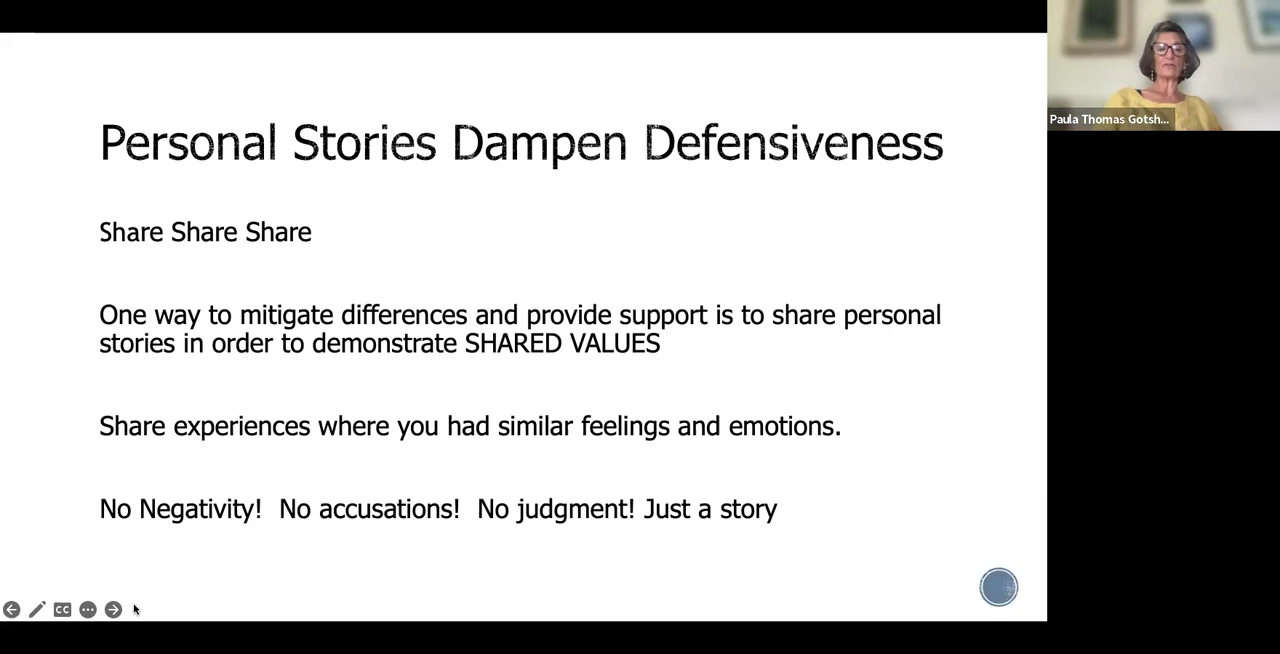 Personal Stories Dampen Defensiveness
Share Share Share
One way to mitigate differences and provide support is to share personal
stories in order to demonstrate SHARED VALUES
Share experiences where you had similar feelings and emotions.
No Negativity!  No accusations!  No judgment! Just a story
Paula Thomas Gotsh...
CC